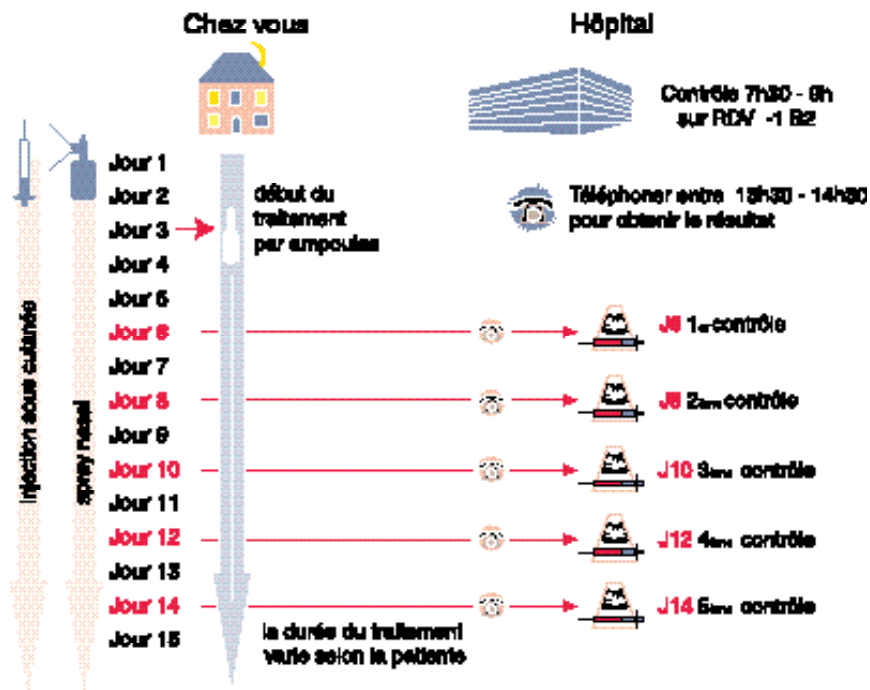 Chez vous
Hôpital
Contrôle 7h30 - 9h
sur RDV -1 B2
Jour 1
Jour 2
Jour 3
Jour 4
Jour 5
Jour 6
Jour 7
Jour 8
Jour 9
Jour 10
Jour 11
Jour 12
Jour 13
Jour 14
Jour 15
injection sous cutanée
spray nasal
début du
traitement
par ampoules
Téléphoner entre 13h30 - 14h30
pour obtenir le résultat
J6 1er contrôle
J8 2ème contrôle
J10 3ème contrôle
J12 4ème contrôle
J14 5ème contrôle
la durée du traitement
varie selon la patiente